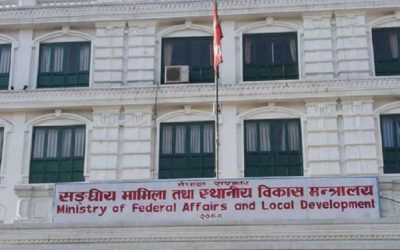 नेपाल सरकार
सङ्घीय मामिला तथा स्थानीय विकास मन्त्रालय
Ministry of Federal Affairs and Local Development